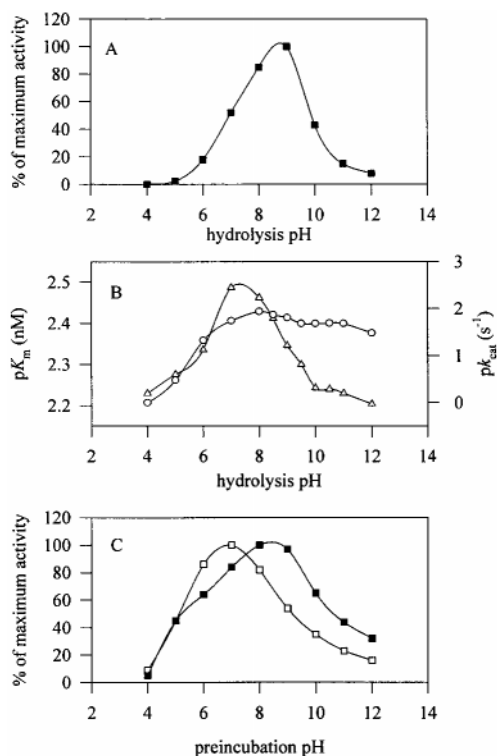 120
100
80
60
40
20
0
% of maximum activity
A
2 4 6 8 10 12 14
hydrolysis pH
2.5
2.4
2.3
2.2
pKm (nM)
B
3
2
1
0
pkcat (s-1)
2 4 6 8 10 12 14
hydrolysis pH
120
100
80
60
40
20
0
% of maximum activity
C
2 4 6 8 10 12 14
preincubation pH